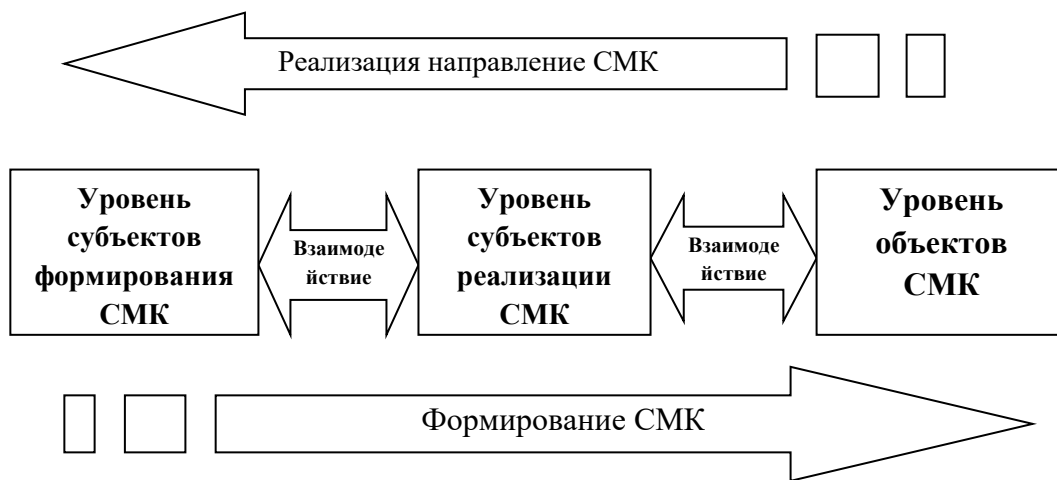 Реализация направление СМК
Уровень
субъектов
формирования
СМК
Взаимоде
йствие
Уровень
субъектов
реализации
СМК
Взаимоде
йствие
Уровень
объектов
СМК
Формирование СМК